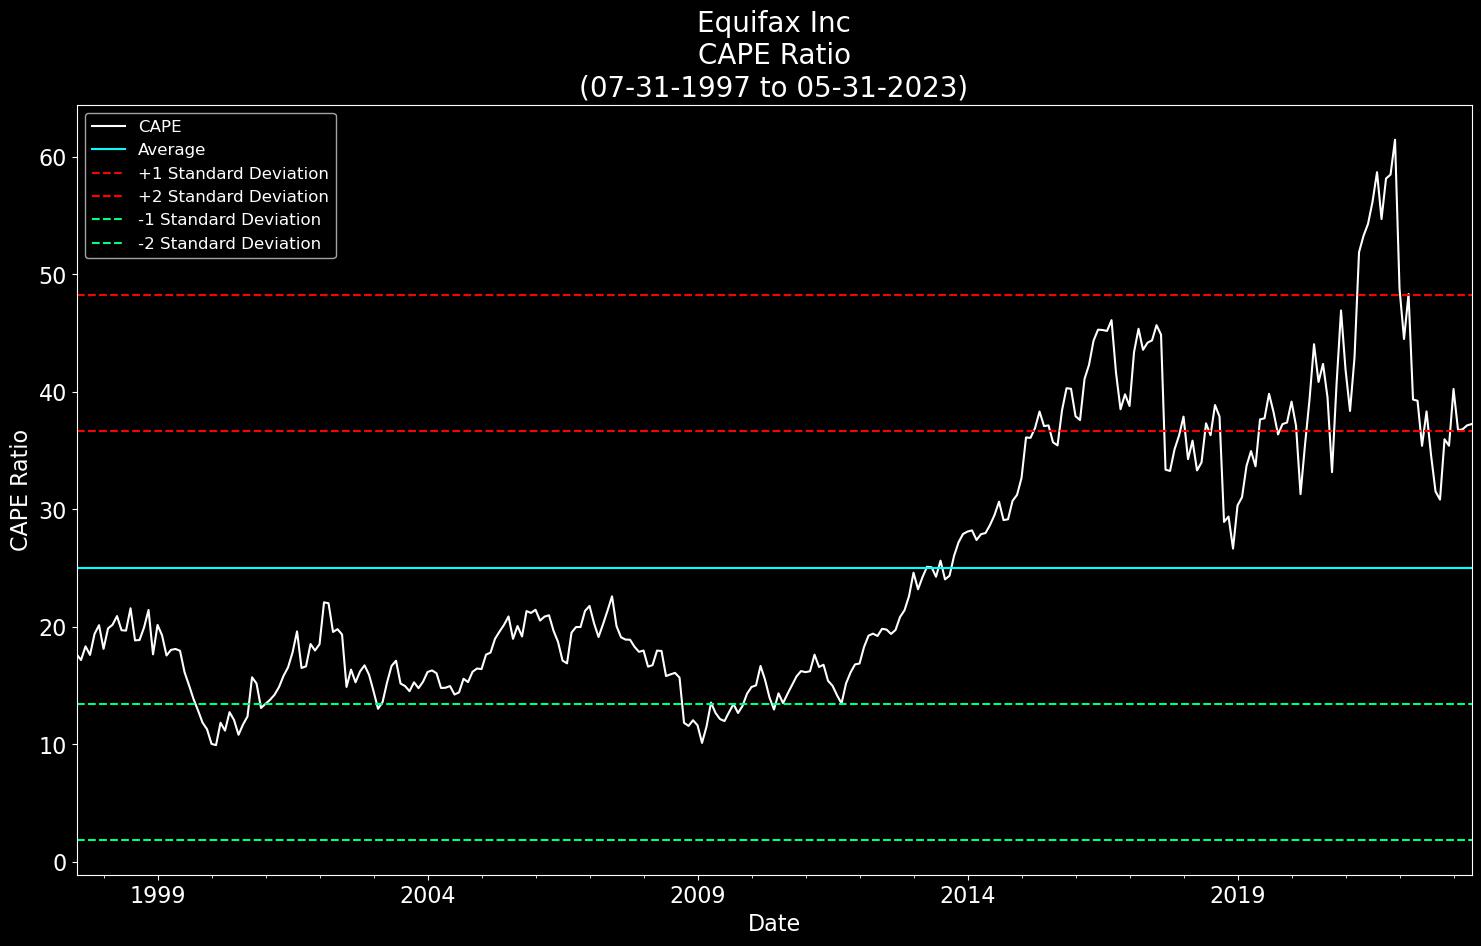 Equifax Inc
CAPE Ratio
(07-31-1997 to 05-31-2023)
CAPE
Average
+1 Standard Deviation
+2 Standard Deviation
-1 Standard Deviation
-2 Standard Deviation
CAPE Ratio
60
50
40
30
20
10
0
1999 2004 2009 2014 2019
Date